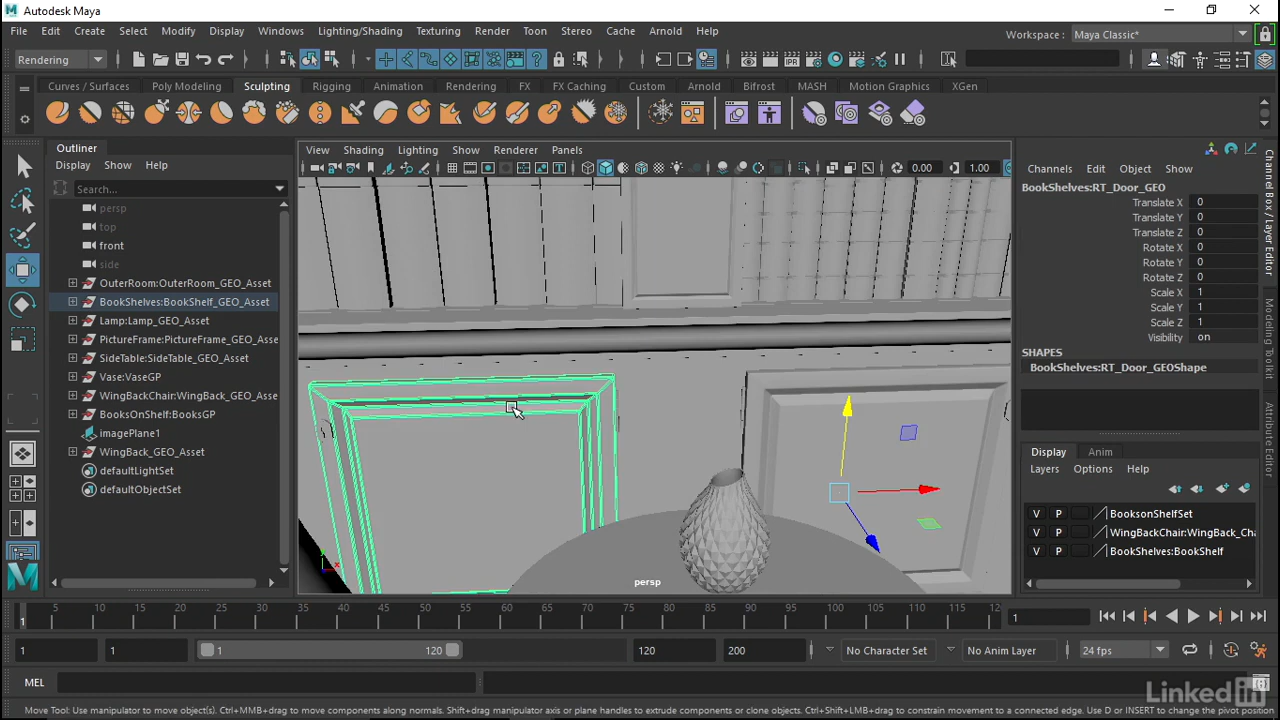 Autodesk Maya
File Edit Create Select Modify Display Windows Lighting/Shading Texturing Render Toon Stereo Cache Arnold Help Workspace : Maya Classic*
Rendering
Curves / Surfaces Poly Modeling Sculpting Rigging Animation Rendering FX FX Caching Custom Arnold Bifrost MASH Motion Graphics XGen
Outliner
Display Show Help
Search...
persp
top
front
side
OuterRoom:OuterRoom_GEO_Asset
BookShelves:BookShelf_GEO_Asset
Lamp:Lamp_GEO_Asset
PictureFrame:PictureFrame_GEO_Asse
SideTable:SideTable_GEO_Asset
Vase:VaseGP
WingBackChair:WingBack_GEO_Asse
BooksOnShelf:BooksGP
imagePlane1
WingBack_GEO_Asset
defaultLightSet
defaultObjectSet
View Shading Lighting Show Renderer Panels
0.00 1.00
persp
Channels Edit Object Show
BookShelves:RT_Door_GEO
Translate X 0
Translate Y 0
Translate Z 0
Rotate X 0
Rotate Y 0
Rotate Z 0
Scale X 1
Scale Y 1
Scale Z 1
Visibility on
SHAPES
BookShelves:RT_Door_GEOShape
Display Anim
Layers Options Help
V P BooksonShelfSet
V P WingBackChair:WingBack_Cha
V P BookShelves:BookShelf
Channel Box / Layer Editor
Modeling Toolkit
Attribute Editor
1 5 10 15 20 25 30 35 40 45 50 55 60 65 70 75 80 85 90 95 100 105 110 115 120 1
1 1 1 120 120 200 No Character Set No Anim Layer 24 fps
MEL
Move Tool: Use manipulator to move object(s). Ctrl+MMB+drag to move components along normals. Shift+drag manipulator axis or plane handles to extrude components or clone objects. Ctrl+Shift+LMB+drag to constrain movement to a connected edge. Use D or INSERT to change the pivot position
Linked in